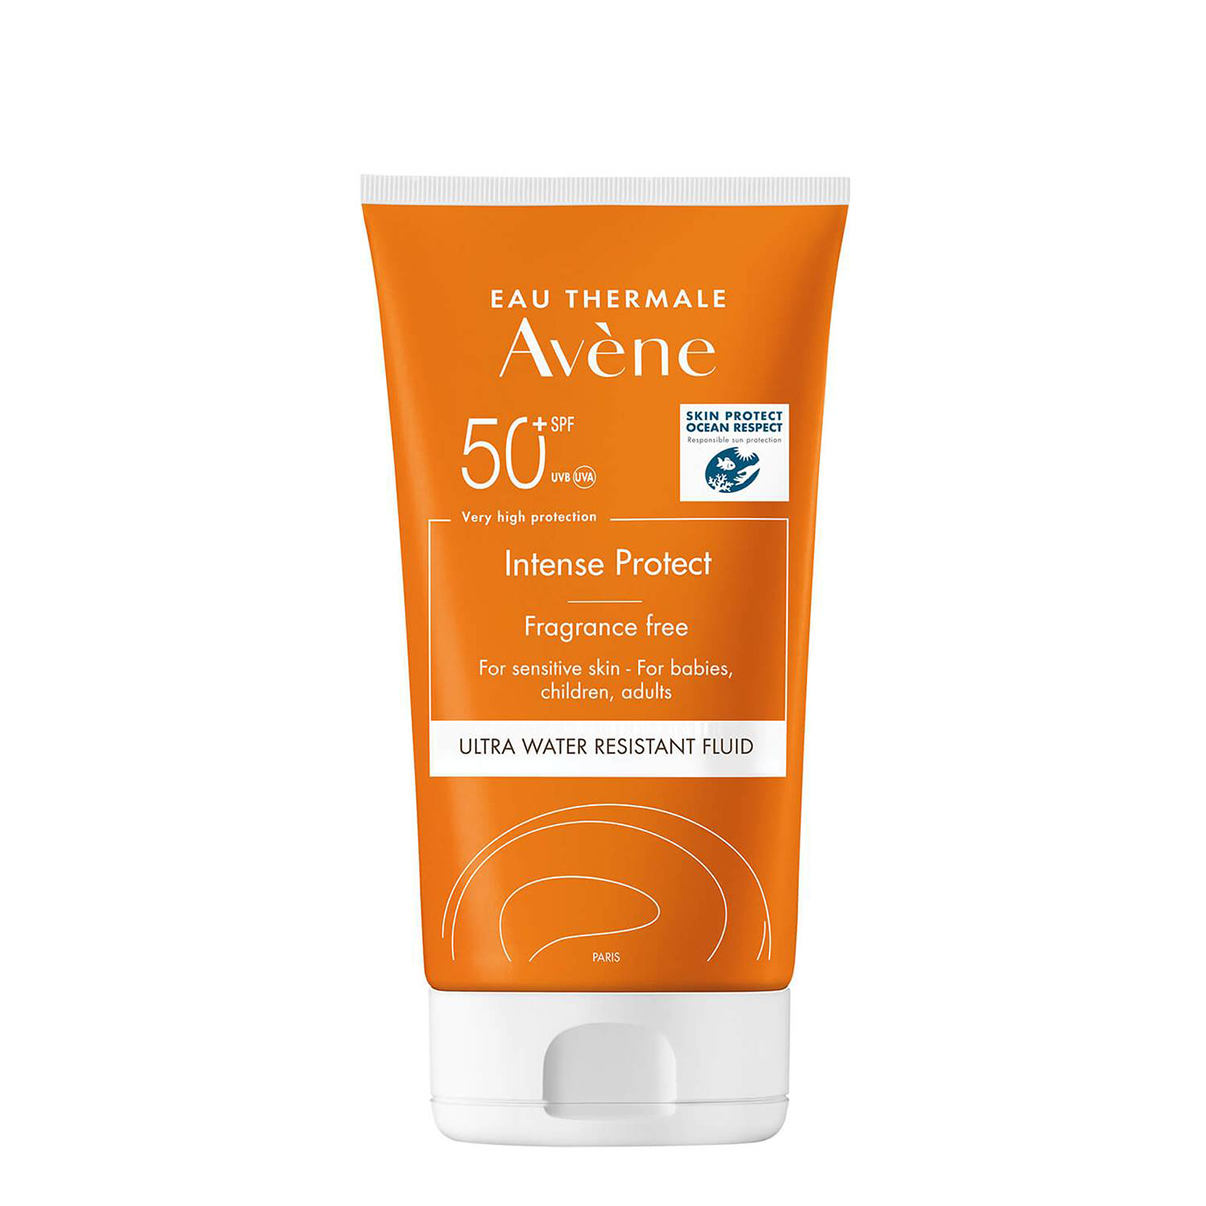 EAU THERMALE
Avène
50+ SPF
UVB UVA
SKIN PROTECT
OCEAN RESPECT
Responsible sun protection
Very high protection
Intense Protect
Fragrance free
For sensitive skin - For babies,
children, adults
ULTRA WATER RESISTANT FLUID
PARIS